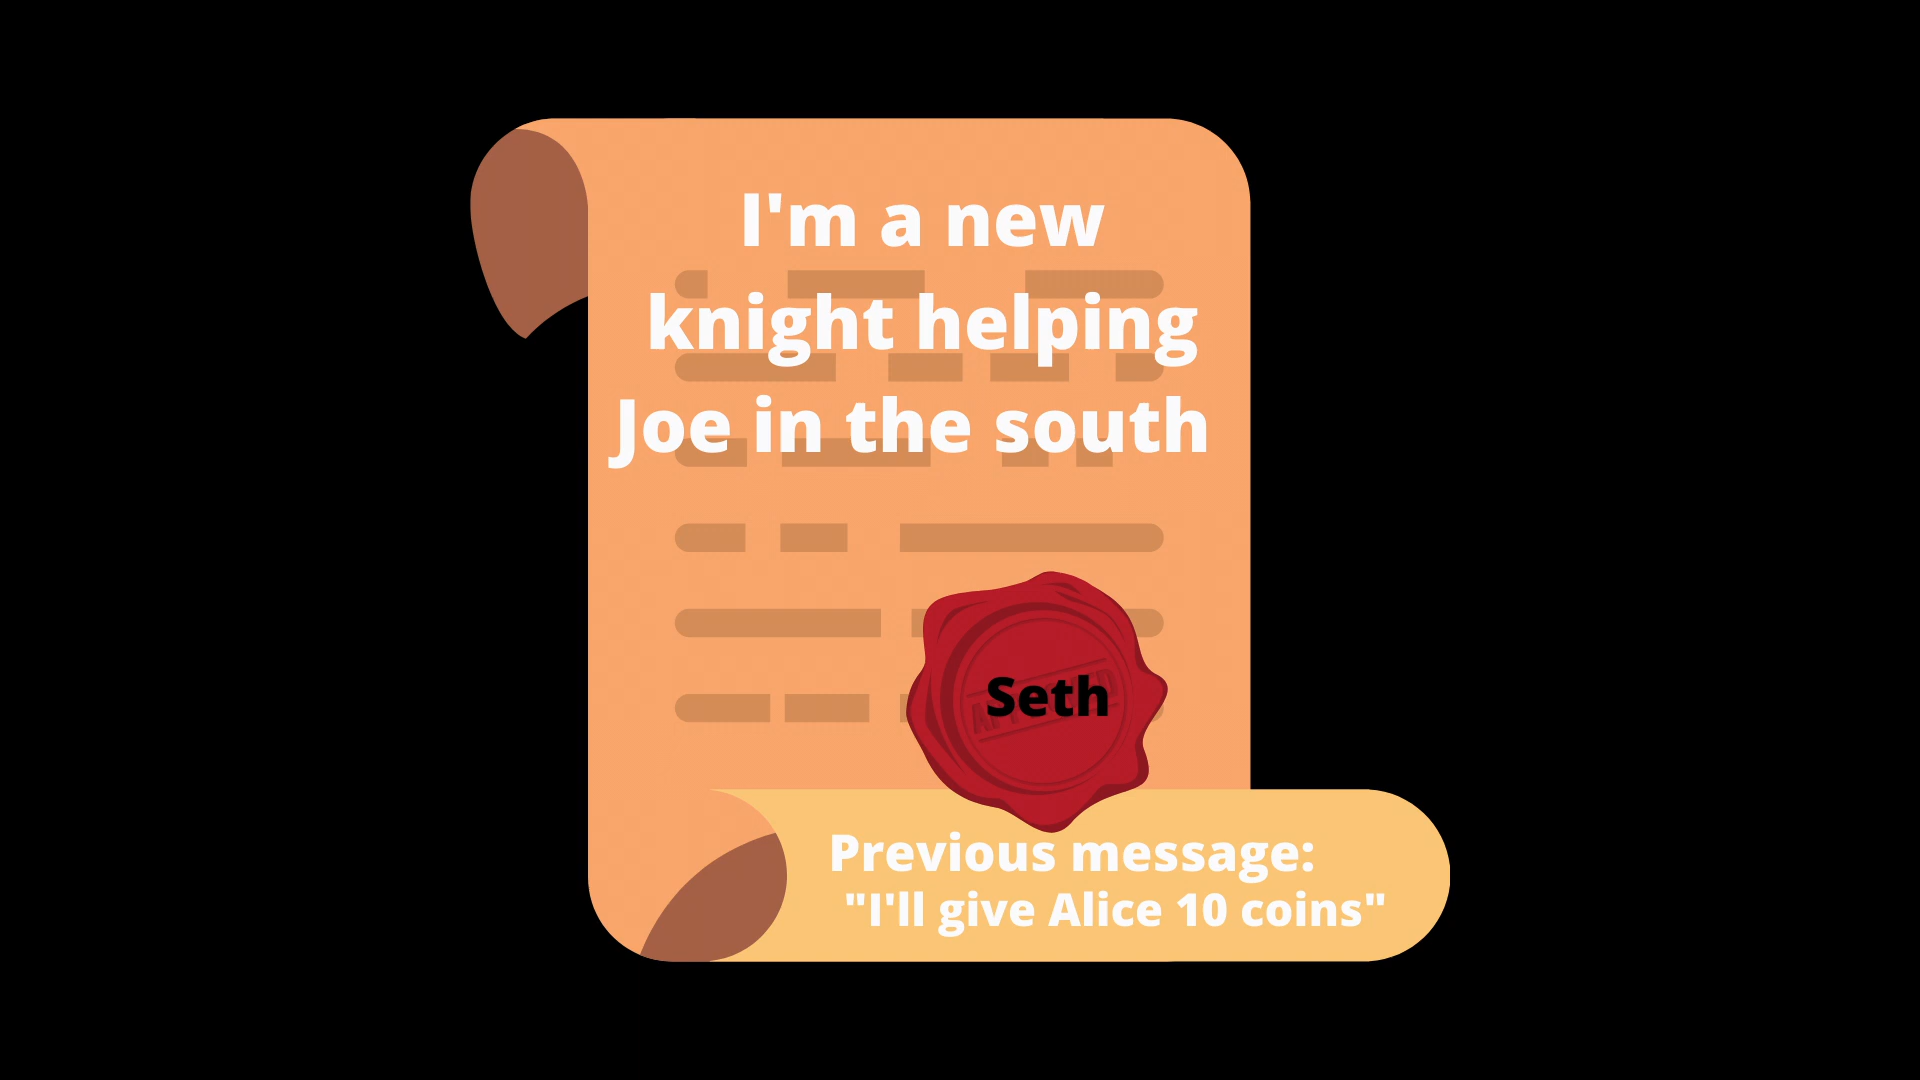 I'm a new
knight helping
Joe in the south
Seth
Previous message:
"I'll give Alice 10 coins"